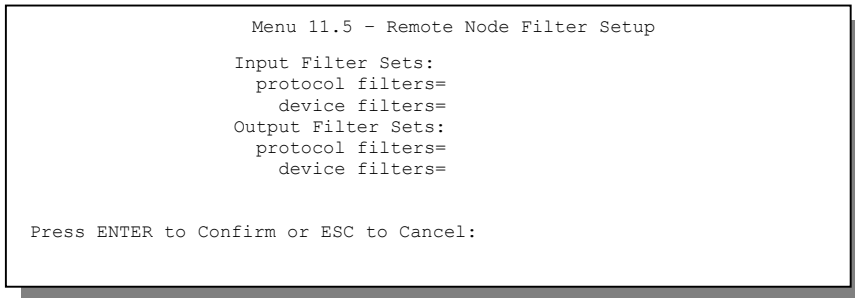 Menu 11.5 – Remote Node Filter Setup
Input Filter Sets:
protocol filters=
device filters=
Output Filter Sets:
protocol filters=
device filters=
Press ENTER to Confirm or ESC to Cancel: